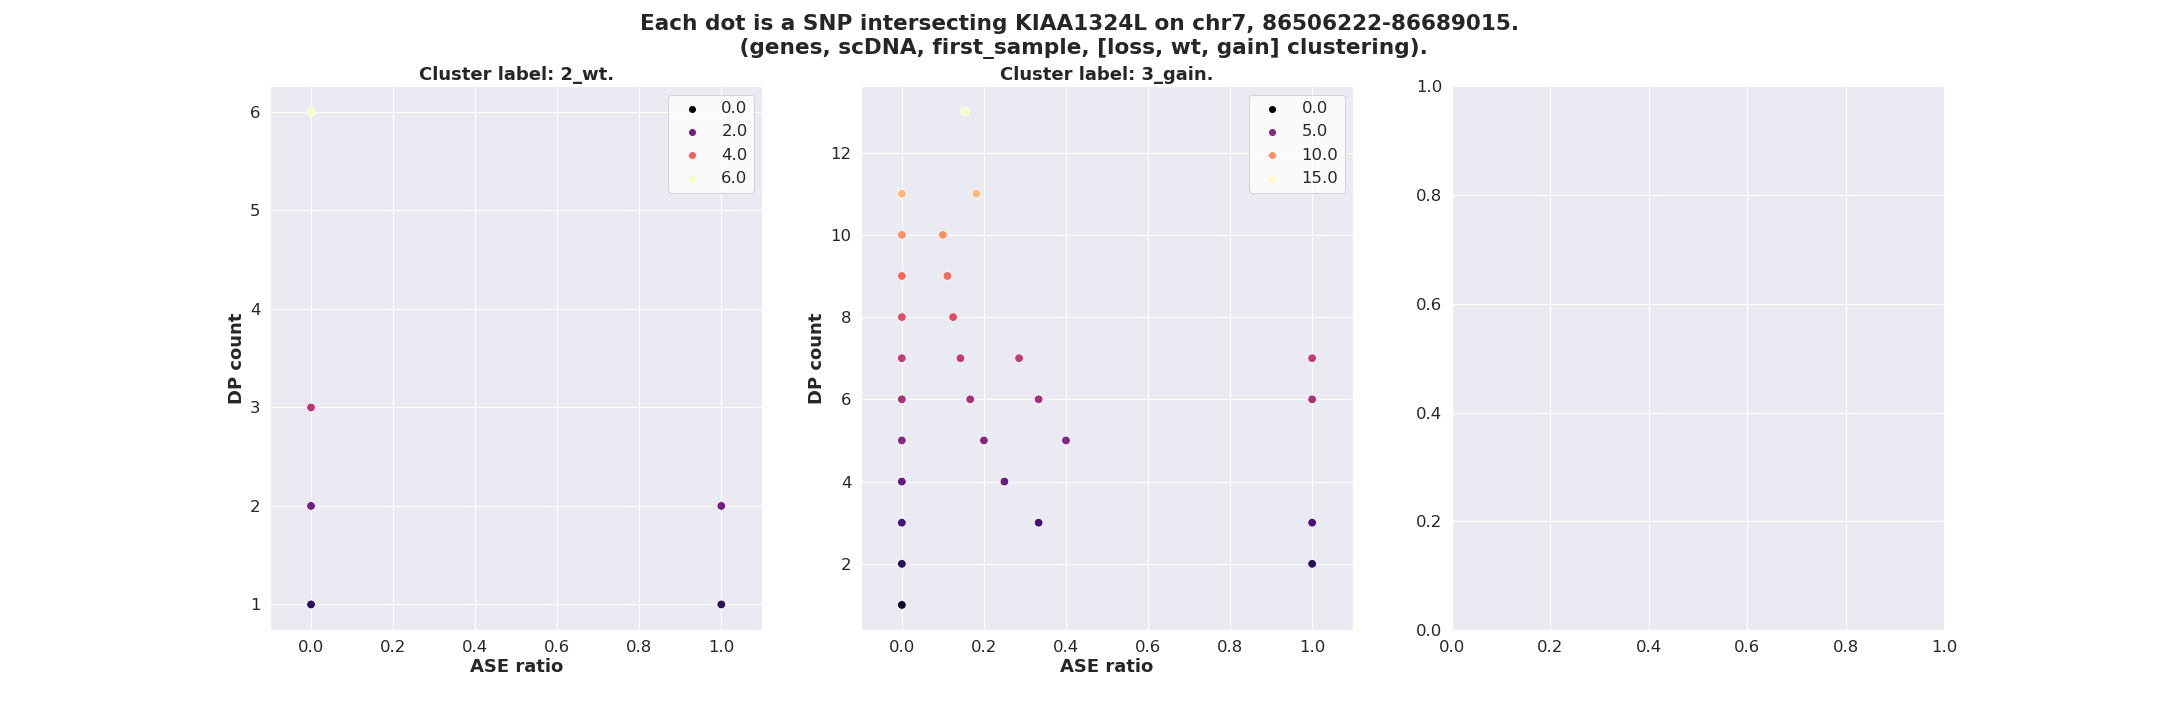 Each dot is a SNP intersecting KIAA1324L on chr7, 86506222-86689015.
(genes, scDNA, first_sample, [loss, wt, gain] clustering).
Cluster label: 2_wt.
6
5
4
3
2
1
DP count
0.0
2.0
4.0
6.0
0.0 0.2 0.4 0.6 0.8 1.0
ASE ratio
Cluster label: 3_gain.
12
10
8
6
4
2
DP count
0.0
5.0
10.0
15.0
0.0 0.2 0.4 0.6 0.8 1.0
ASE ratio
1.0
0.8
0.6
0.4
0.2
0.0
0.0 0.2 0.4 0.6 0.8 1.0